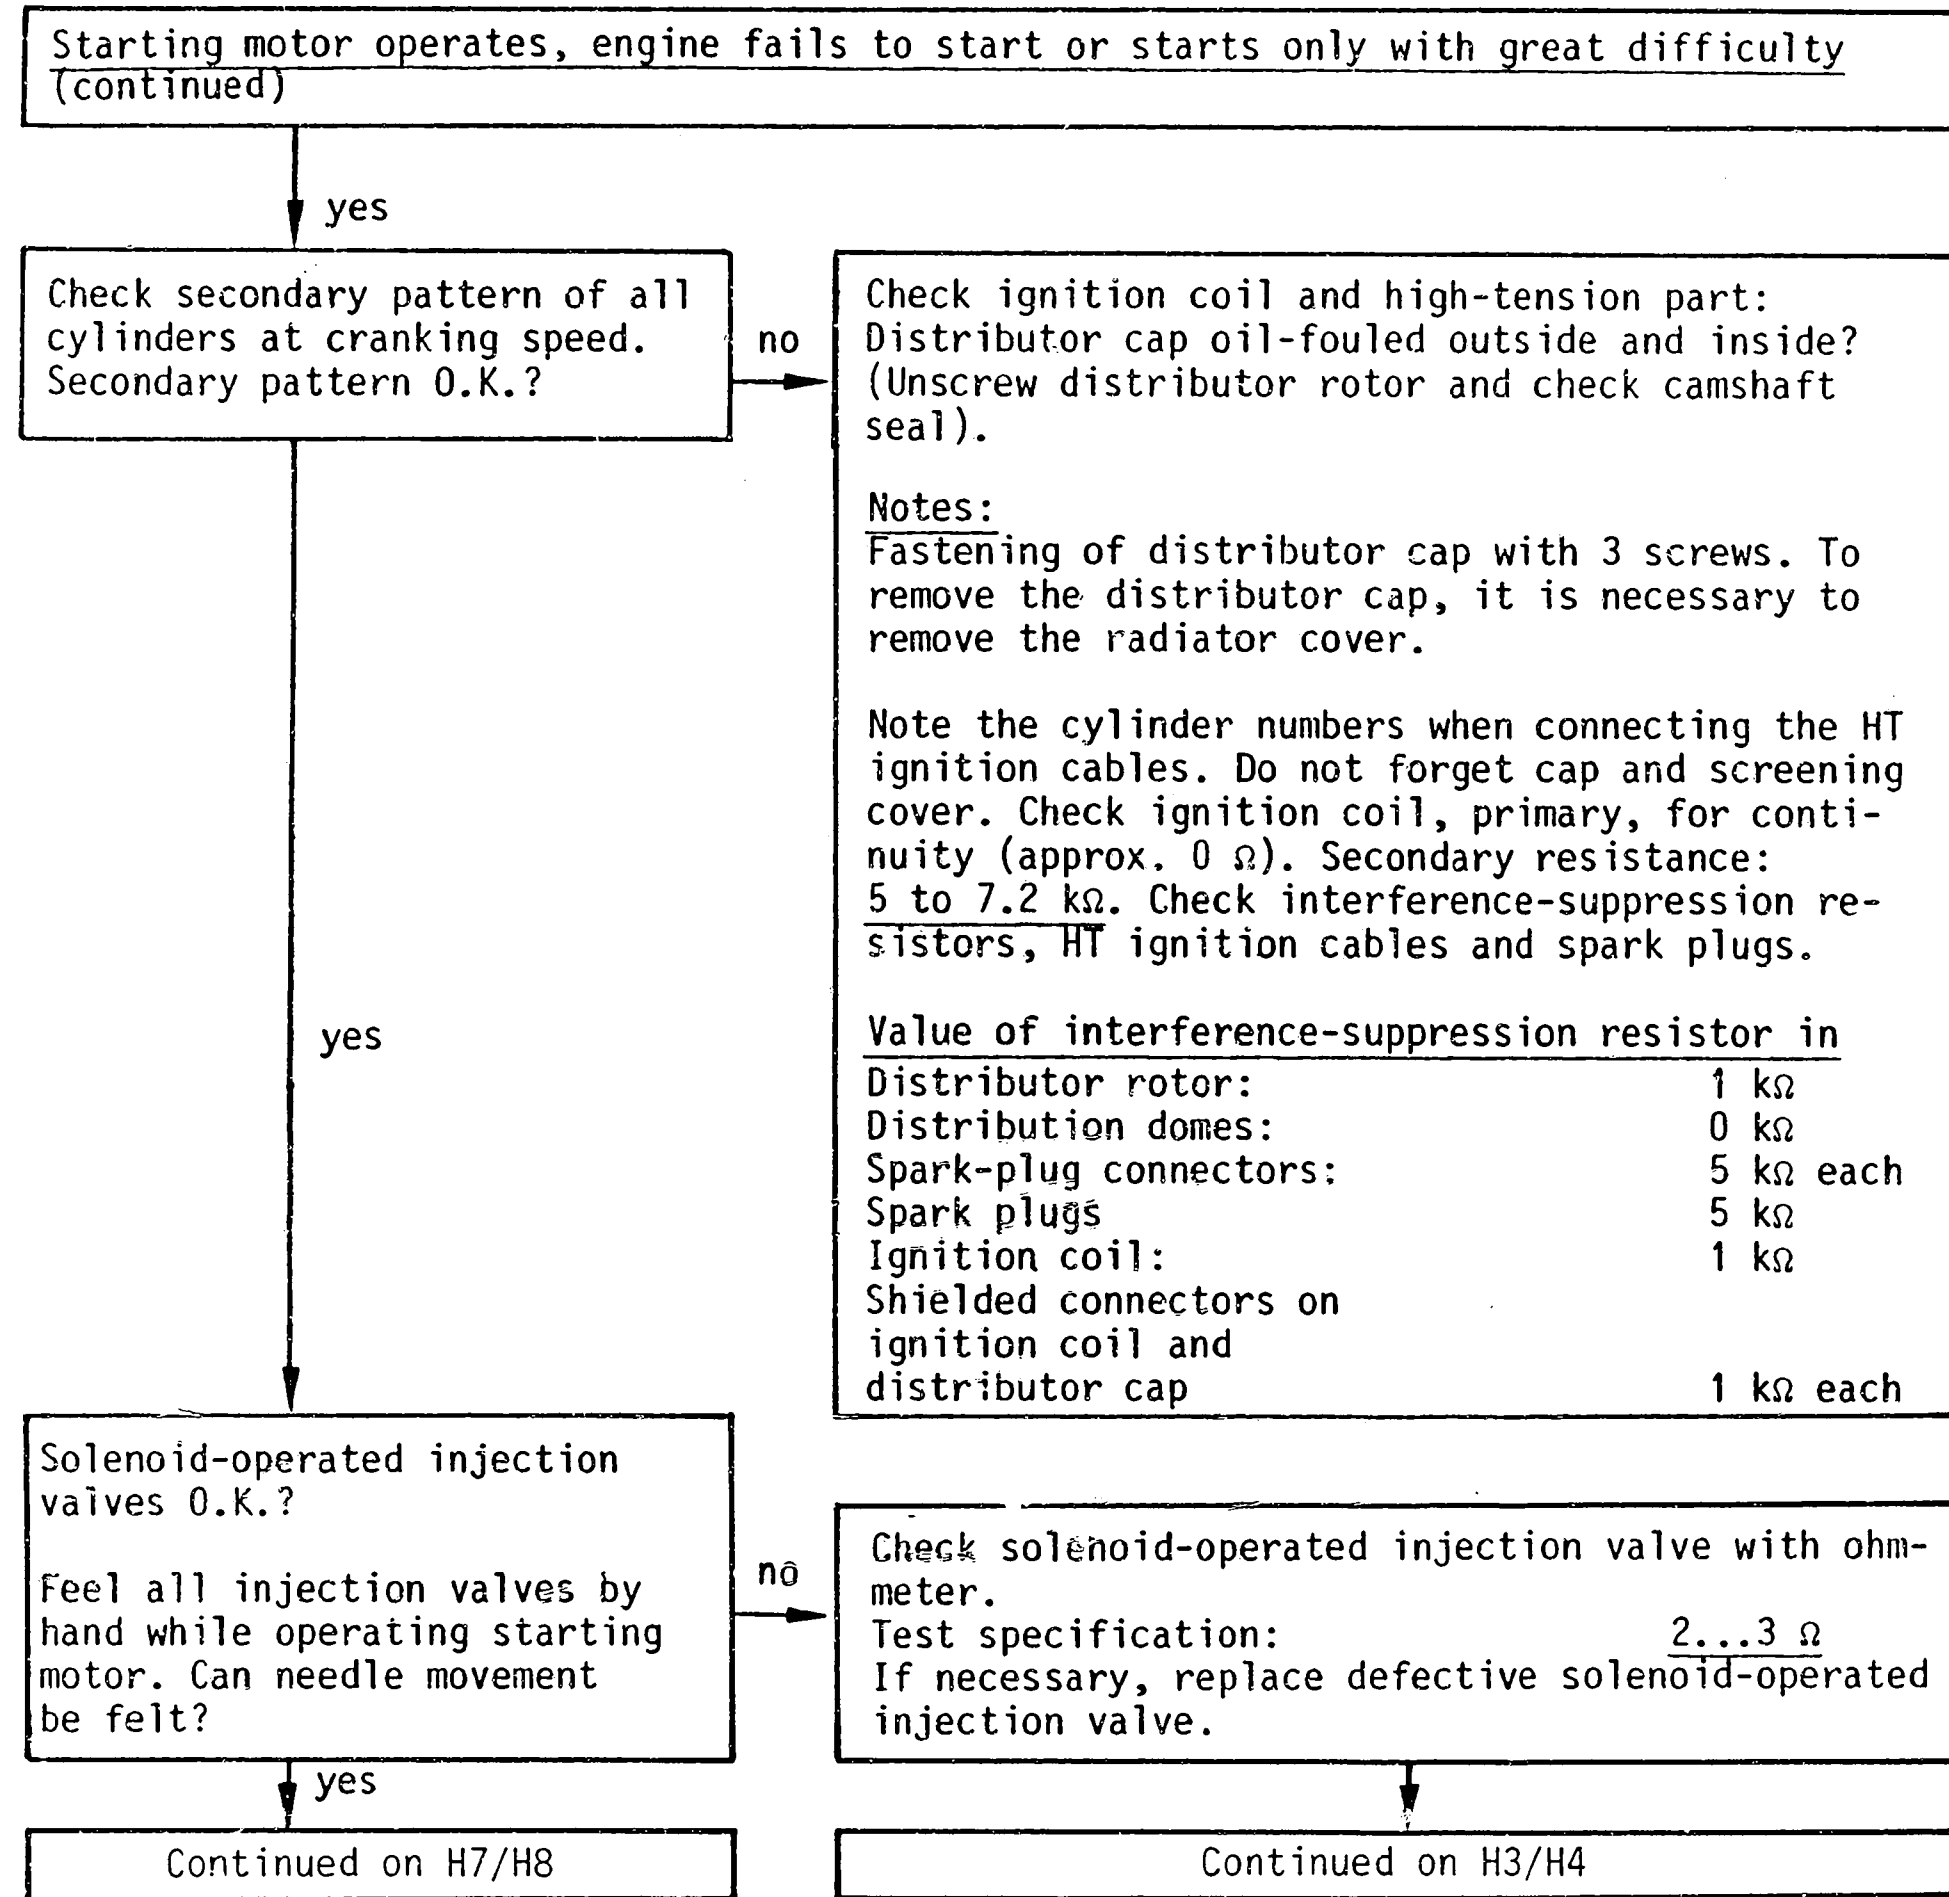 Starting motor operates, engine fails to start or starts only with great difficulty
(continued)
yes
Check secondary pattern of all
cylinders at cranking speed.
Secondary pattern O.K.?
no
Check ignition coil and high-tension part:
Distributor cap oil-fouled outside and inside?
(Unscrew distributor rotor and check camshaft
seal).
Notes:
Fastening of distributor cap with 3 screws. To
remove the distributor cap, it is necessary to
remove the radiator cover.
Note the cylinder numbers when connecting the HT
ignition cables. Do not forget cap and screening
cover. Check ignition coil, primary, for conti-
nuity (approx. 0 Ω). Secondary resistance:
5 to 7.2 kΩ. Check interference-suppression re-
sistors, HT ignition cables and spark plugs.
Value of interference-suppression resistor in
Distributor rotor: 1 kΩ
Distribution domes: 0 kΩ
Spark-plug connectors: 5 kΩ each
Spark plugs 5 kΩ
Ignition coil: 1 kΩ
Shielded connectors on
ignition coil and
distributor cap 1 kΩ each
yes
Solenoid-operated injection
valves O.K.?
Feel all injection valves by
hand while operating starting
motor. Can needle movement
be felt?
no
Check solenoid-operated injection valve with ohm-
meter.
Test specification: 2...3 Ω
If necessary, replace defective solenoid-operated
injection valve.
yes
Continued on H7/H8
Continued on H3/H4